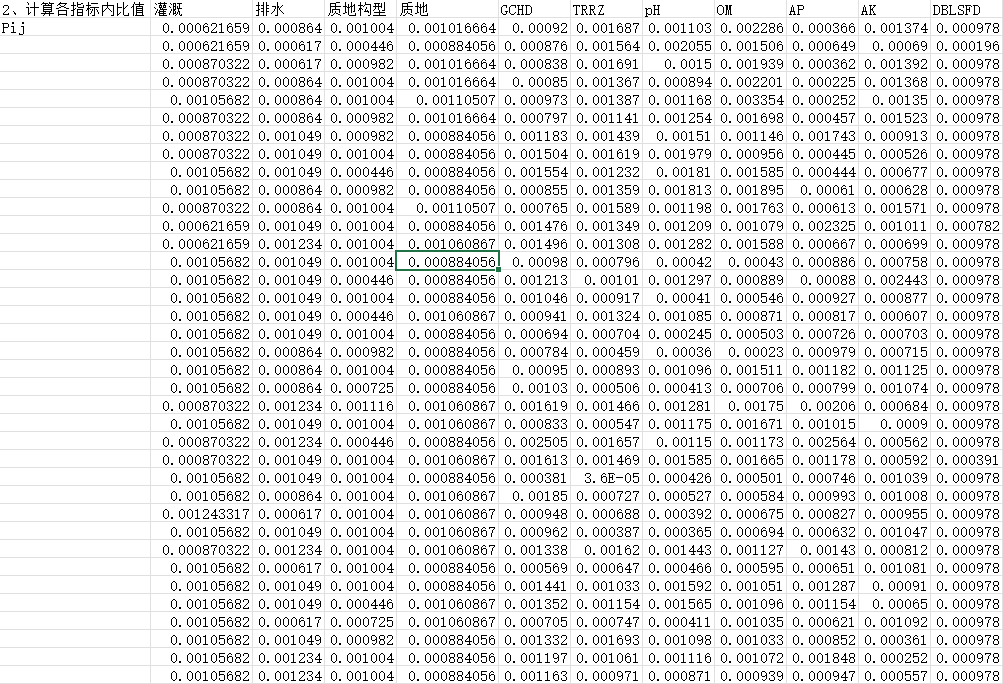 2、计算各指标内比值 灌溉 排水 质地构型 质地 GCHD TRRZ pH OM AP AK DBLSFD
Pij 0.000621659 0.000864 0.001004 0.001016664 0.00092 0.001687 0.001103 0.002286 0.000366 0.001374 0.000978
0.000621659 0.000617 0.000446 0.001016664 0.000876 0.001564 0.002055 0.001506 0.000649 0.00069 0.000196
0.000870322 0.000617 0.000982 0.001016664 0.000838 0.001691 0.0015 0.001939 0.000362 0.001392 0.000978
0.000870322 0.000864 0.001004 0.001016664 0.00085 0.001367 0.000894 0.002201 0.000225 0.001368 0.000978
0.00105682 0.000864 0.001004 0.00110507 0.000973 0.001387 0.001168 0.003354 0.000252 0.00135 0.000978
0.000870322 0.000864 0.000982 0.001016664 0.000797 0.001141 0.001254 0.001698 0.000457 0.001523 0.000978
0.000870322 0.001049 0.000982 0.000884056 0.001183 0.001439 0.00151 0.001146 0.001743 0.000913 0.000978
0.000870322 0.001049 0.001004 0.000884056 0.001504 0.001619 0.001979 0.000956 0.000445 0.000526 0.000978
0.00105682 0.001049 0.000446 0.000884056 0.001554 0.001232 0.00181 0.001585 0.000444 0.000677 0.000978
0.00105682 0.000864 0.000982 0.000884056 0.000855 0.001359 0.001813 0.001895 0.00061 0.000628 0.000978
0.000870322 0.000864 0.001004 0.00110507 0.000765 0.001589 0.001198 0.001763 0.000613 0.001571 0.000978
0.000621659 0.001049 0.001004 0.000884056 0.001476 0.001349 0.001209 0.001079 0.002325 0.001011 0.000782
0.000621659 0.001234 0.001004 0.001060867 0.001496 0.001308 0.001282 0.001588 0.000667 0.000699 0.000978
0.00105682 0.001049 0.001004 0.000884056 0.00098 0.000796 0.00042 0.00043 0.000886 0.000758 0.000978
0.00105682 0.001049 0.000446 0.000884056 0.001213 0.00101 0.001297 0.000889 0.00088 0.002443 0.000978
0.00105682 0.001049 0.001004 0.000884056 0.001046 0.000917 0.00041 0.000546 0.000927 0.000877 0.000978
0.00105682 0.001049 0.000446 0.001060867 0.000941 0.001324 0.001085 0.000871 0.000817 0.000607 0.000978
0.00105682 0.001049 0.001004 0.000884056 0.000694 0.000704 0.000245 0.000503 0.000726 0.000703 0.000978
0.00105682 0.000864 0.000982 0.000884056 0.000784 0.000459 0.00036 0.00023 0.000979 0.000715 0.000978
0.00105682 0.000864 0.001004 0.000884056 0.00095 0.000893 0.001096 0.001511 0.001182 0.001125 0.000978
0.00105682 0.000864 0.000725 0.000884056 0.00103 0.000506 0.000413 0.000706 0.000799 0.001074 0.000978
0.000870322 0.001234 0.001116 0.001060867 0.001619 0.001466 0.001281 0.00175 0.00206 0.000684 0.000978
0.00105682 0.001049 0.001004 0.001060867 0.000833 0.000547 0.001175 0.001671 0.001015 0.0009 0.000978
0.000870322 0.001234 0.000446 0.000884056 0.002505 0.001657 0.00115 0.001173 0.002564 0.000562 0.000978
0.000870322 0.001049 0.001004 0.001060867 0.001613 0.001469 0.001585 0.001665 0.001178 0.000592 0.000391
0.00105682 0.001049 0.001004 0.000884056 0.000381 3.6E-05 0.000426 0.000501 0.000746 0.001039 0.000978
0.00105682 0.000864 0.001004 0.001060867 0.00185 0.000727 0.000527 0.000584 0.000993 0.001008 0.000978
0.001243317 0.000617 0.001004 0.001060867 0.000948 0.000688 0.000392 0.000675 0.000827 0.000955 0.000978
0.00105682 0.001049 0.001004 0.001060867 0.000962 0.000387 0.000365 0.000694 0.000632 0.001047 0.000978
0.000870322 0.001234 0.001004 0.001060867 0.001338 0.00162 0.001443 0.001127 0.00143 0.000812 0.000978
0.00105682 0.000617 0.001004 0.000884056 0.000569 0.000647 0.000466 0.000595 0.000651 0.001081 0.000978
0.00105682 0.001049 0.001004 0.000884056 0.001441 0.001033 0.001592 0.001051 0.001287 0.00091 0.000978
0.00105682 0.001049 0.000446 0.001060867 0.001352 0.001154 0.001565 0.001096 0.001154 0.00065 0.000978
0.00105682 0.000617 0.000725 0.001060867 0.000705 0.000747 0.000411 0.001035 0.000621 0.001092 0.000978
0.00105682 0.001049 0.000982 0.000884056 0.001332 0.001693 0.001098 0.001033 0.000852 0.000361 0.000978
0.00105682 0.001234 0.001004 0.000884056 0.001197 0.001061 0.001116 0.001072 0.001848 0.000252 0.000978
0.00105682 0.001234 0.001004 0.000884056 0.001163 0.000971 0.000871 0.000939 0.000947 0.000557 0.000978